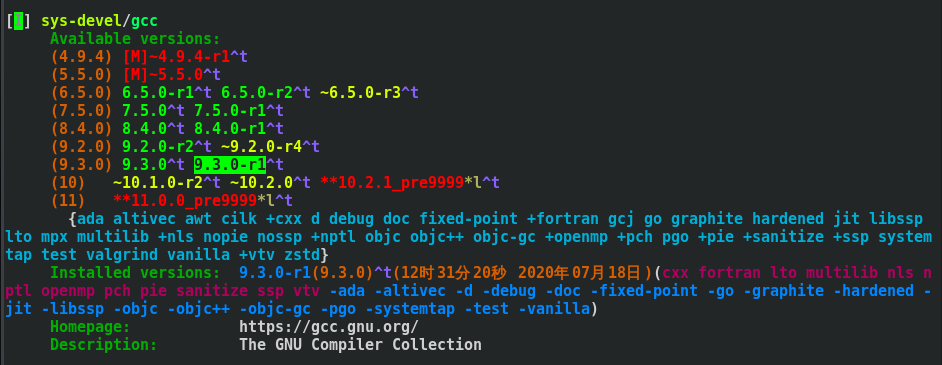 [I] sys-devel/gcc
Available versions:
(4.9.4) [M]~4.9.4-r1^t
(5.5.0) [M]~5.5.0^t
(6.5.0) 6.5.0-r1^t 6.5.0-r2^t ~6.5.0-r3^t
(7.5.0) 7.5.0^t 7.5.0-r1^t
(8.4.0) 8.4.0^t 8.4.0-r1^t
(9.2.0) 9.2.0-r2^t ~9.2.0-r4^t
(9.3.0) 9.3.0^t 9.3.0-r1^t
(10) ~10.1.0-r2^t ~10.2.0^t **10.2.1_pre9999*l^t
(11) **11.0.0_pre9999*l^t
{ada altivec awt cilk +cxx d debug doc fixed-point +fortran gcj go graphite hardened jit libssp
lto mpx multilib +nls nopie nossp +nptl objc objc++ objc-gc +openmp +pch pgo +pie +sanitize +ssp system
tap test valgrind vanilla +vtv zstd}
Installed versions: 9.3.0-r1(9.3.0)^t(12时31分20秒 2020年07月18日)(cxx fortran lto multilib nls n
ptl openmp pch pie sanitize ssp vtv -ada -altivec -d -debug -doc -fixed-point -go -graphite -hardened -
jit -libssp -objc -objc++ -objc-gc -pgo -systemtap -test -vanilla)
Homepage: https://gcc.gnu.org/
Description: The GNU Compiler Collection